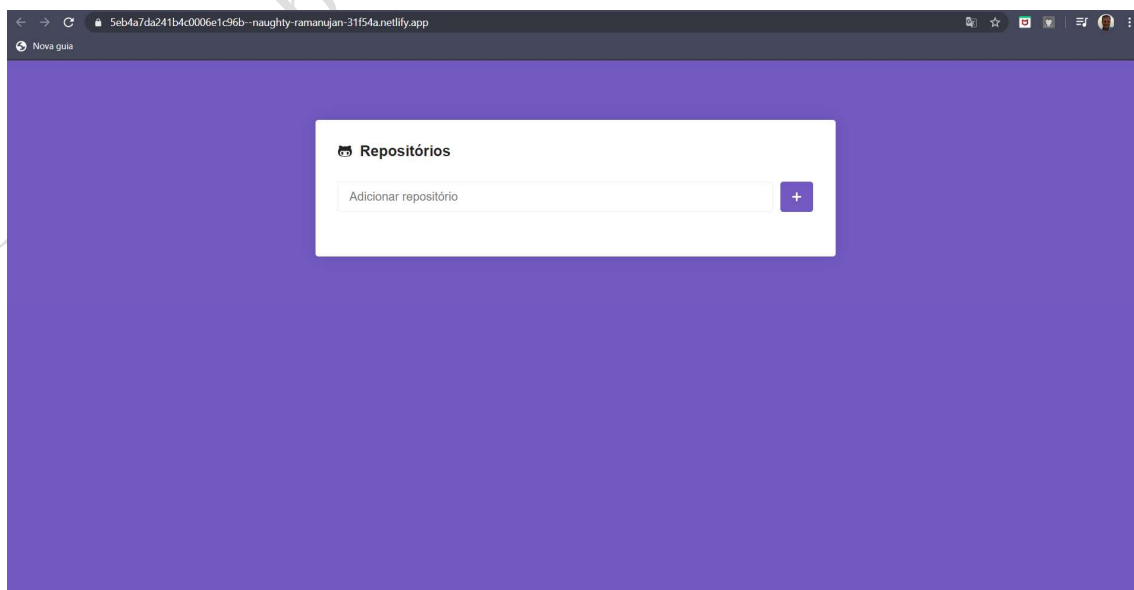 5eb4a7da241b4c0006e1c96b--naughty-ramanujan-31f54a.netlify.app
Nova guia
Repositórios
Adicionar repositório
+